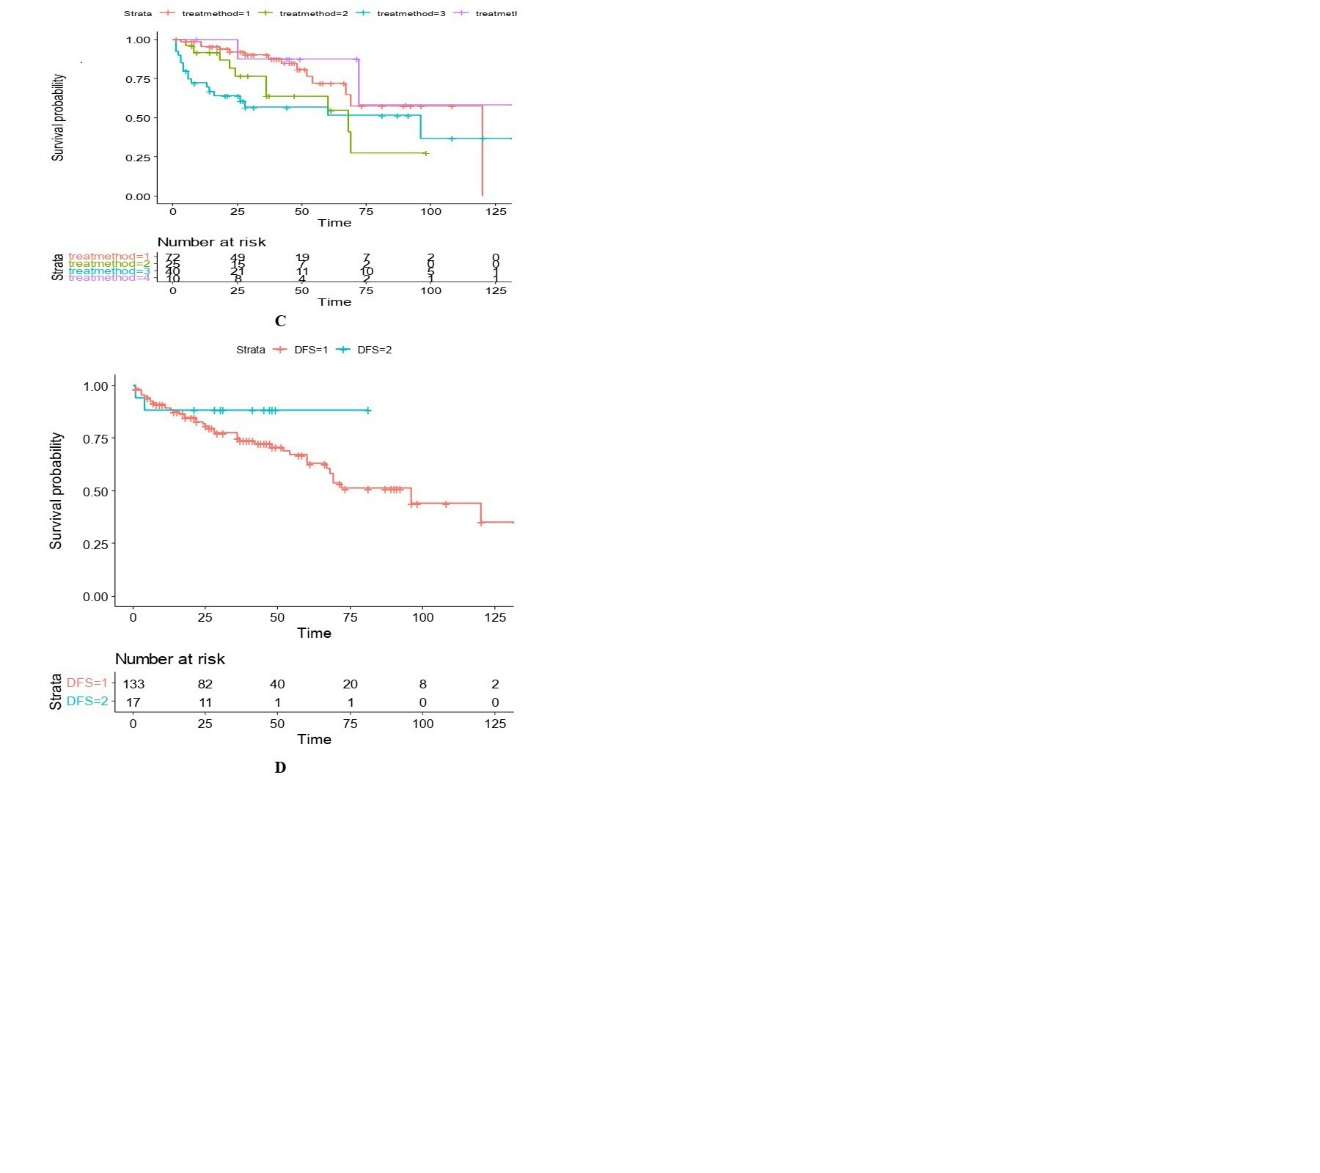 Strata treatmethod=1 treatmethod=2 treatmethod=3 treatmet
1.00
0.75
0.50
0.25
0.00
Survival probability
0 25 50 75 100 125
Time
Number at risk
Strata
treatmethod=1 72 49 19 7 2 0
treatmethod=2 25 15 7 2 0 0
treatmethod=3 40 21 11 10 5 1
treatmethod=4 10 8 4 2 1 1
0 25 50 75 100 125
Time
C
Strata DFS=1 DFS=2
1.00
0.75
0.50
0.25
0.00
Survival probability
0 25 50 75 100 125
Time
Number at risk
Strata
DFS=1 133 82 40 20 8 2
DFS=2 17 11 1 1 0 0
0 25 50 75 100 125
Time
D